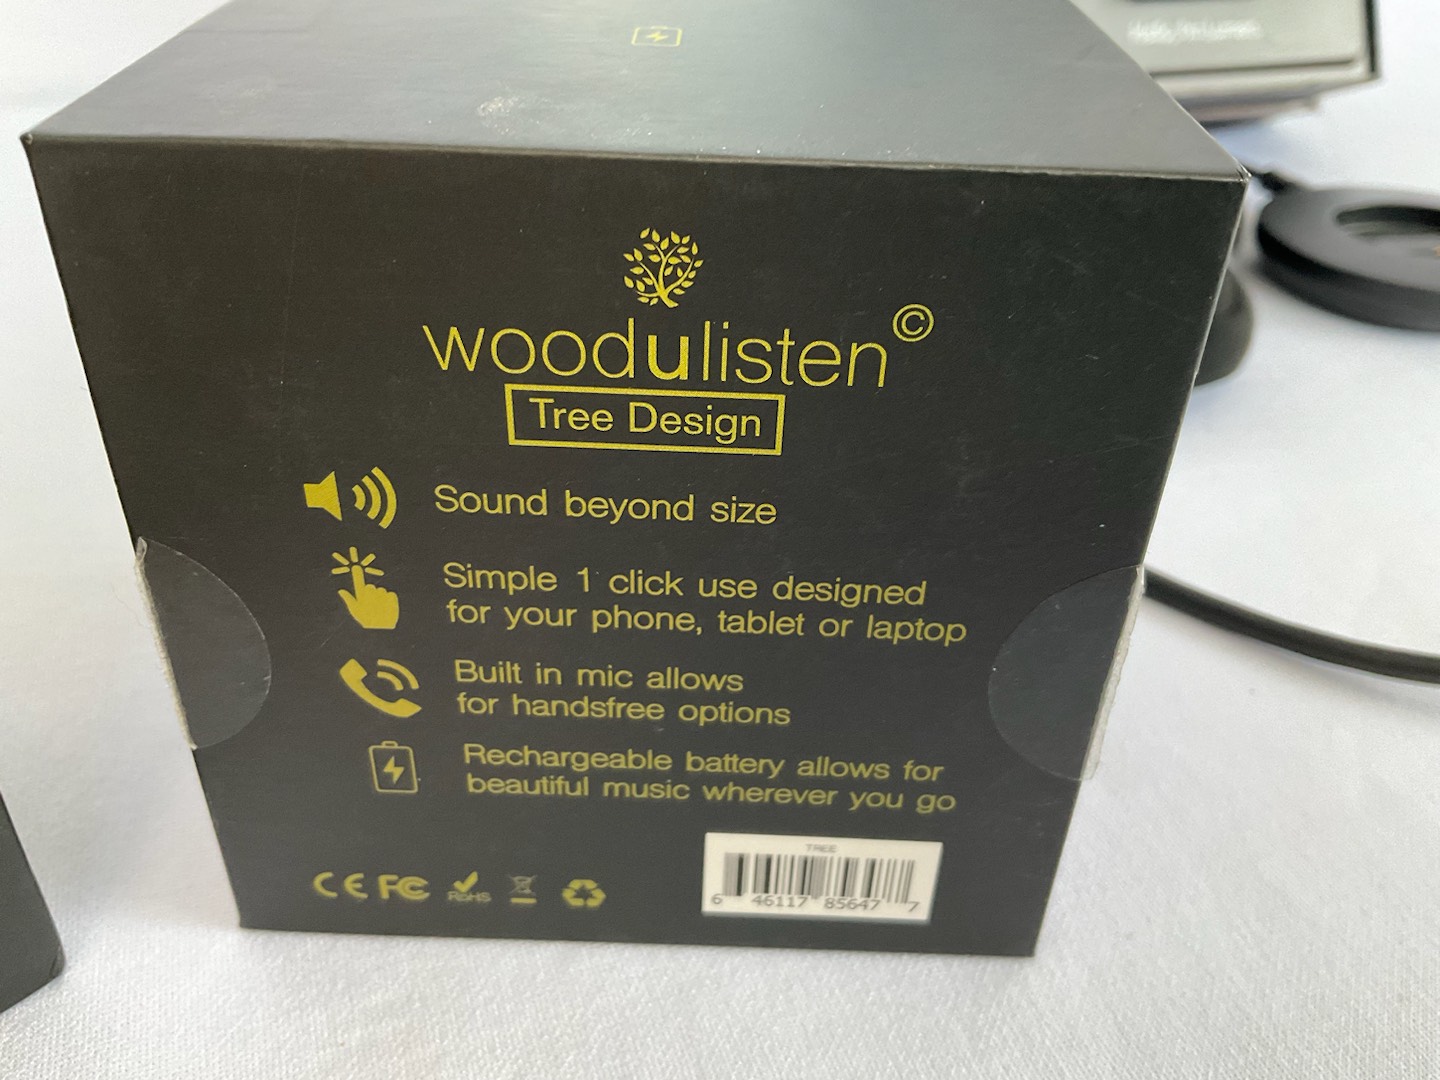 woodulisten©
Tree Design
Sound beyond size
Simple 1 click use designed
for your phone, tablet or laptop
Built in mic allows
for handsfree options
Rechargeable battery allows for
beautiful music wherever you go
CE FC RoHS
TREE
6 46117 85647 7